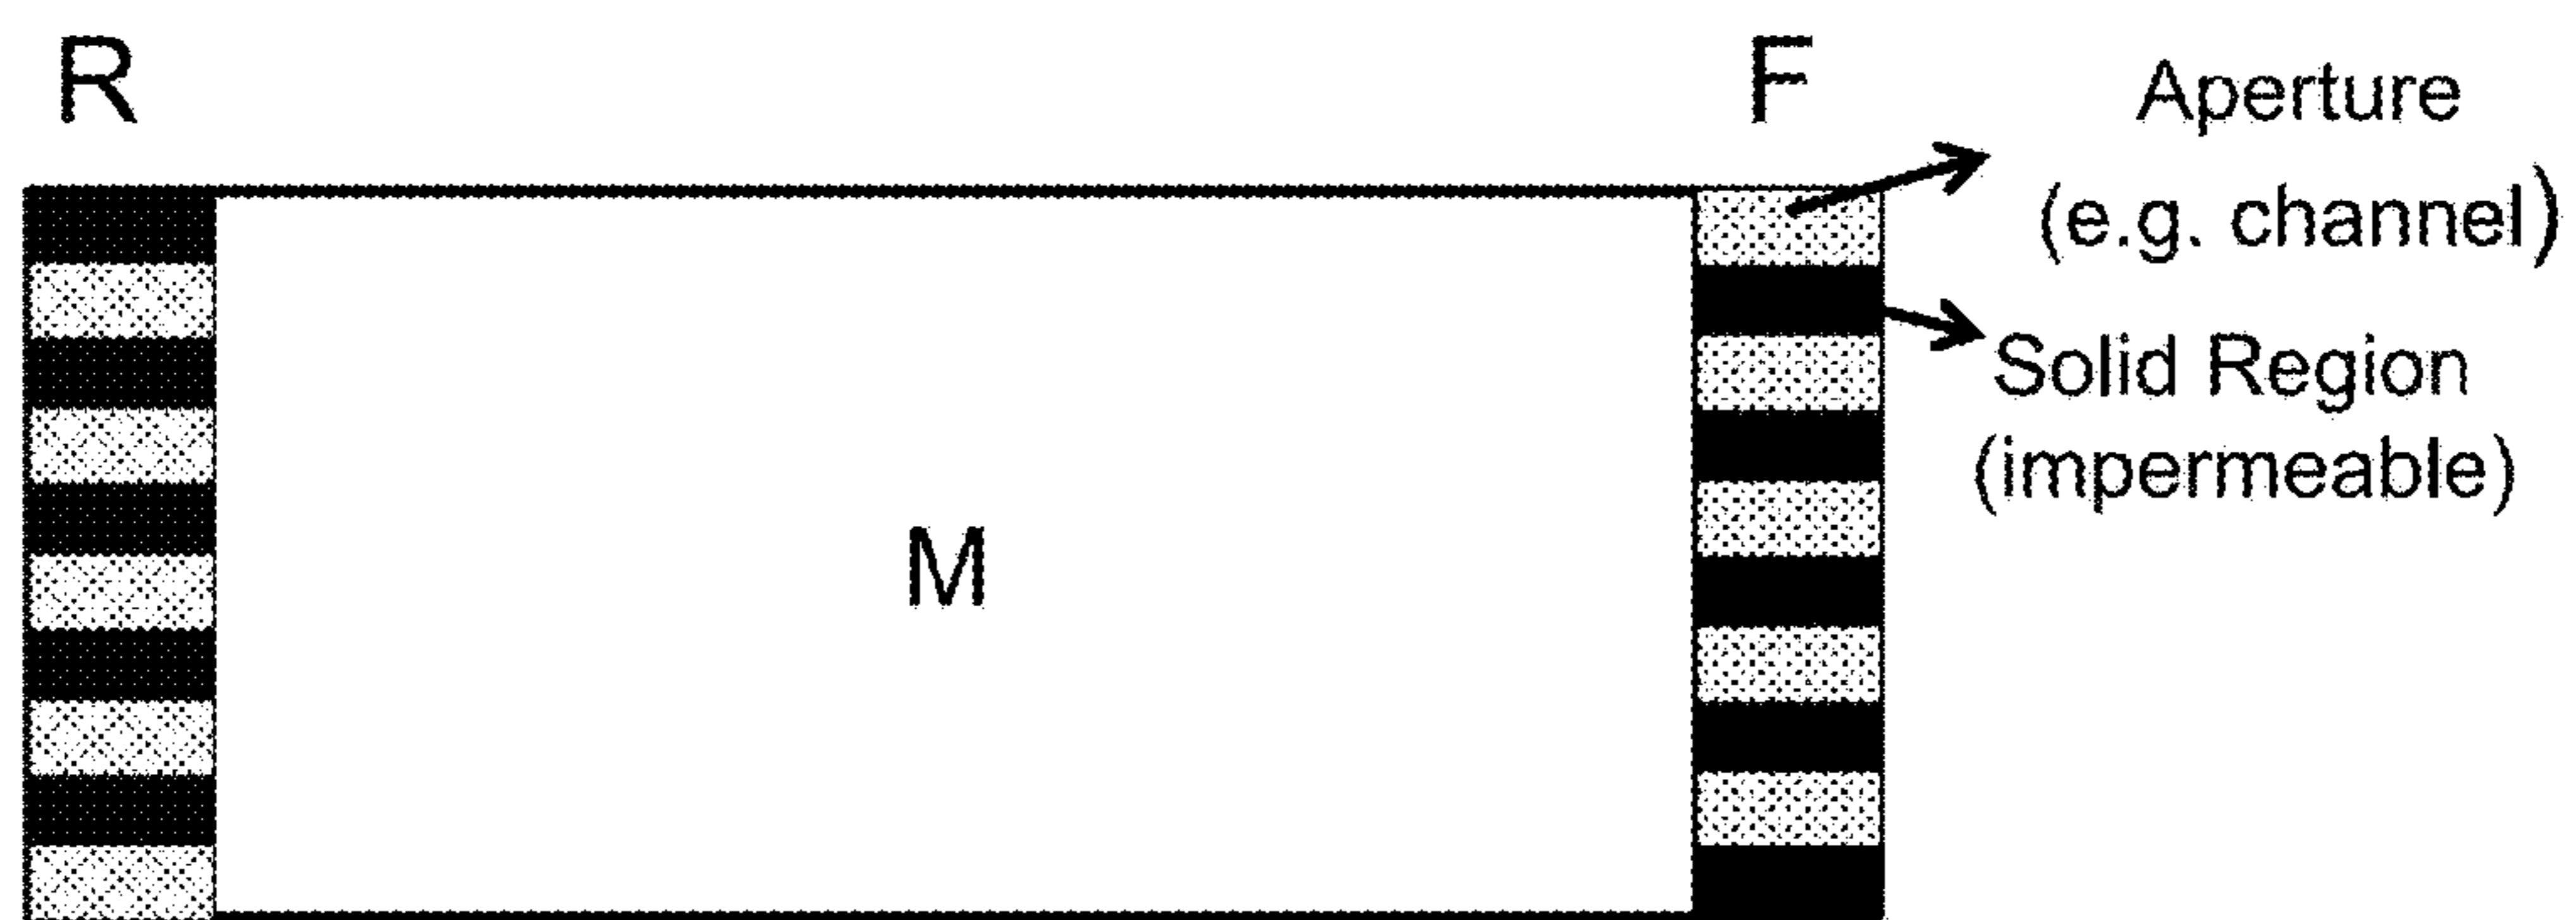 R
F
Aperture
(e.g. channel)
Solid Region
(impermeable)
M